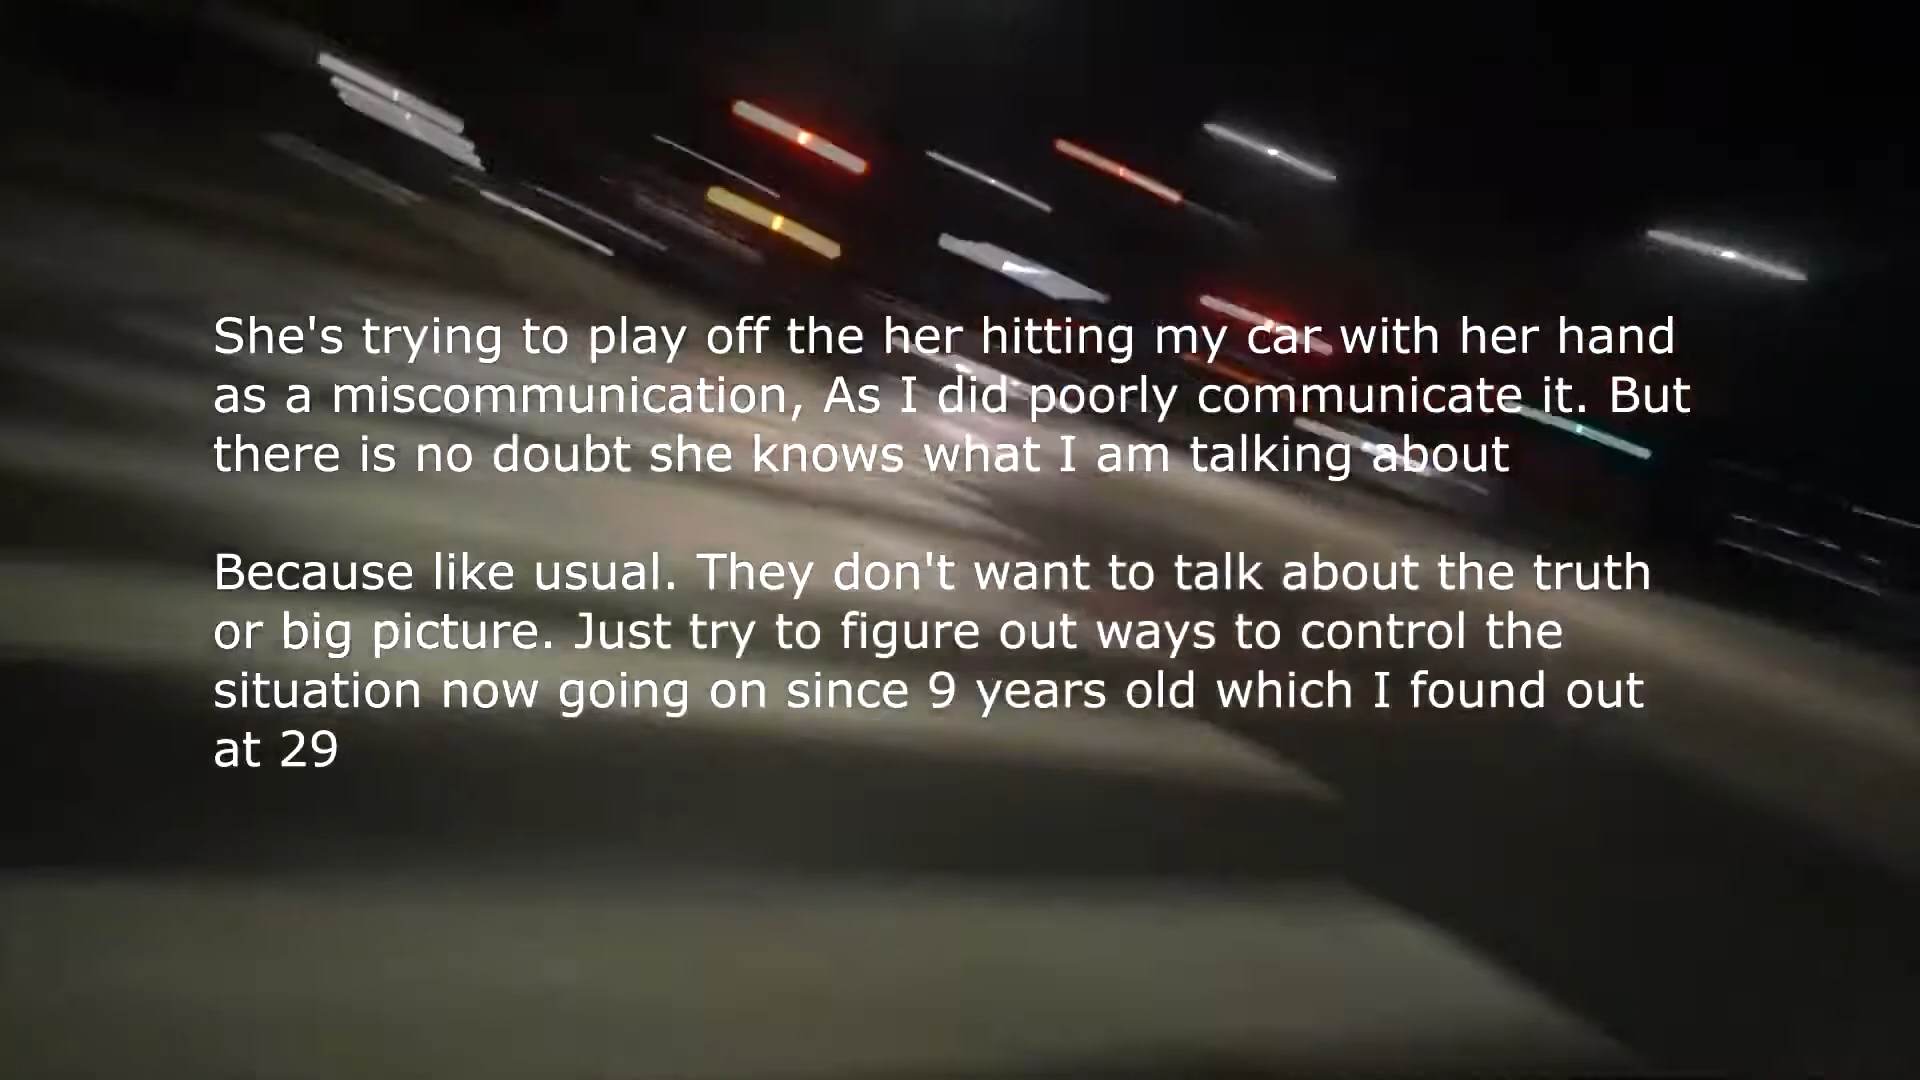 She's trying to play off the her hitting my car with her hand
as a miscommunication, As I did poorly communicate it. But
there is no doubt she knows what I am talking about
Because like usual. They don't want to talk about the truth
or big picture. Just try to figure out ways to control the
situation now going on since 9 years old which I found out
at 29